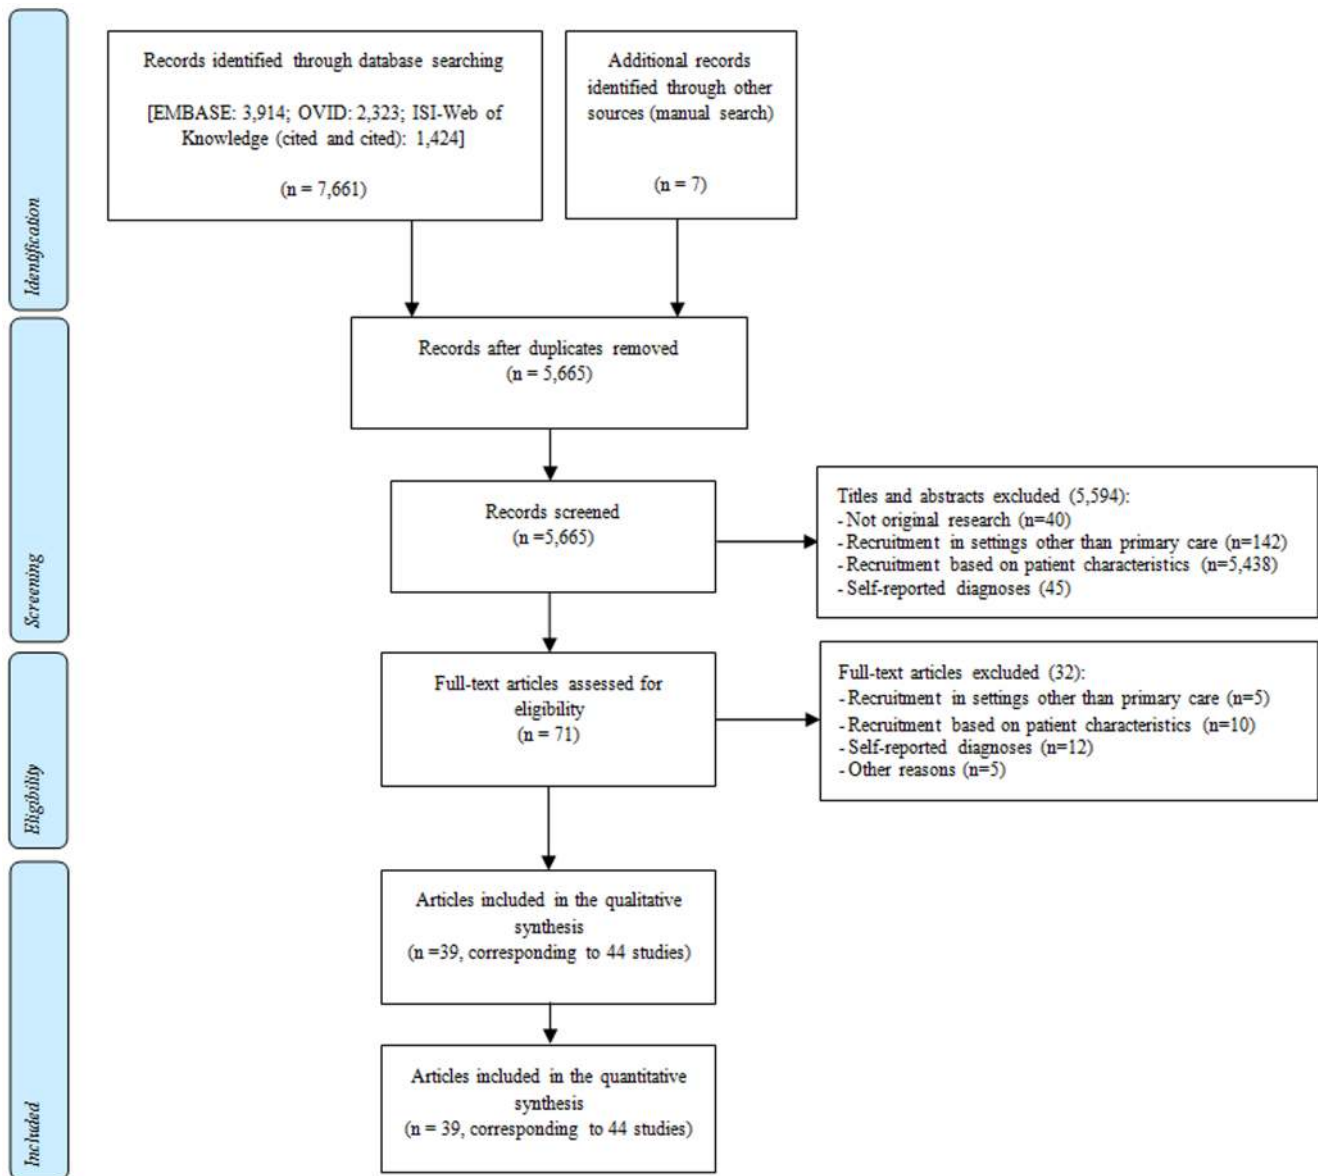 Identification
Records identified through database searching
[EMBASE: 3,914; OVID: 2,323; ISI-Web of
Knowledge (cited and cited): 1,424]
(n = 7,661)
Additional records
identified through other
sources (manual search)
(n = 7)
Screening
Records after duplicates removed
(n = 5,665)
Records screened
(n =5,665)
Titles and abstracts excluded (5,594):
- Not original research (n=40)
- Recruitment in settings other than primary care (n=142)
- Recruitment based on patient characteristics (n=5,438)
- Self-reported diagnoses (45)
Eligibility
Full-text articles assessed for
eligibility
(n = 71)
Full-text articles excluded (32):
- Recruitment in settings other than primary care (n=5)
- Recruitment based on patient characteristics (n=10)
- Self-reported diagnoses (n=12)
- Other reasons (n=5)
Included
Articles included in the qualitative
synthesis
(n =39, corresponding to 44 studies)
Articles included in the quantitative
synthesis
(n = 39, corresponding to 44 studies)